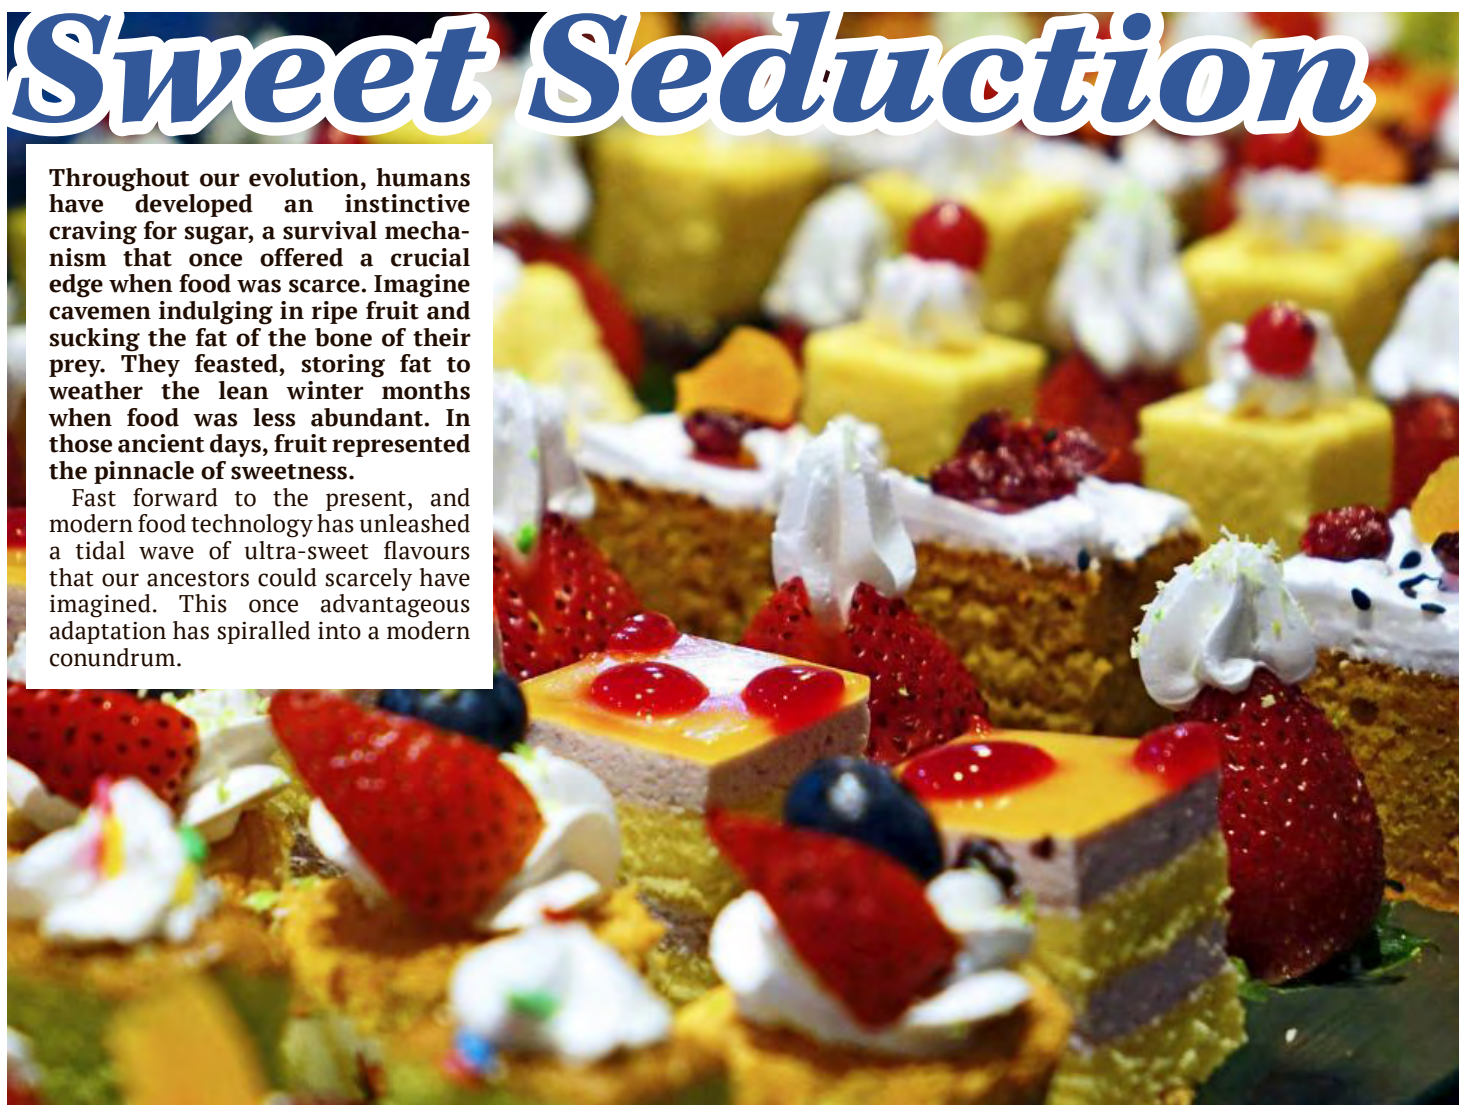 Sweet Seduction
Throughout our evolution, humans
have developed an instinctive
craving for sugar, a survival mecha-
nism that once offered a crucial
edge when food was scarce. Imagine
cavemen indulging in ripe fruit and
sucking the fat of the bone of their
prey. They feasted, storing fat to
weather the lean winter months
when food was less abundant. In
those ancient days, fruit represented
the pinnacle of sweetness.
Fast forward to the present, and
modern food technology has unleashed
a tidal wave of ultra-sweet flavours
that our ancestors could scarcely have
imagined. This once advantageous
adaptation has spiralled into a modern
conundrum.